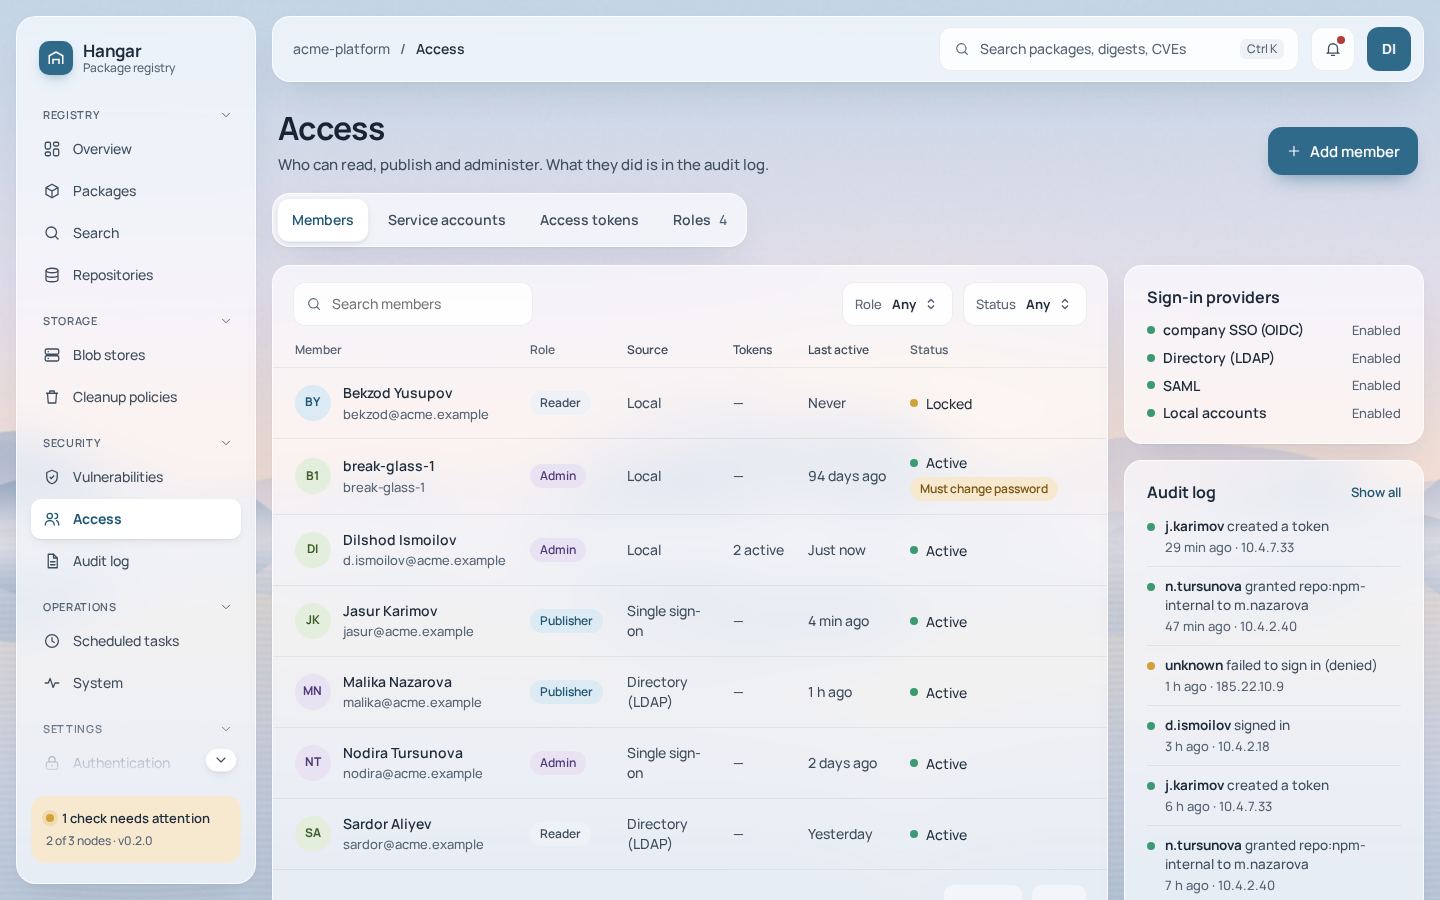 Hangar
Package registry
REGISTRY
Overview
Packages
Search
Repositories
STORAGE
Blob stores
Cleanup policies
SECURITY
Vulnerabilities
Access
Audit log
OPERATIONS
Scheduled tasks
System
SETTINGS
Authentication
1 check needs attention
2 of 3 nodes · v0.2.0
acme-platform / Access
Search packages, digests, CVEs Ctrl K
DI
Access
Who can read, publish and administer. What they did is in the audit log.
+ Add member
Members Service accounts Access tokens Roles 4
Search members
Role Any Status Any
Member Role Source Tokens Last active Status
BY Bekzod Yusupov Reader Local — Never Locked
bekzod@acme.example
B1 break-glass-1 Admin Local — 94 days ago Active
break-glass-1 Must change password
DI Dilshod Ismoilov Admin Local 2 active Just now Active
d.ismoilov@acme.example
JK Jasur Karimov Publisher Single sign- — 4 min ago Active
jasur@acme.example on
MN Malika Nazarova Publisher Directory — 1 h ago Active
malika@acme.example (LDAP)
NT Nodira Tursunova Admin Single sign- — 2 days ago Active
nodira@acme.example on
SA Sardor Aliyev Reader Directory — Yesterday Active
sardor@acme.example (LDAP)
Sign-in providers
company SSO (OIDC) Enabled
Directory (LDAP) Enabled
SAML Enabled
Local accounts Enabled
Audit log Show all
j.karimov created a token
29 min ago · 10.4.7.33
n.tursunova granted repo:npm-
internal to m.nazarova
47 min ago · 10.4.2.40
unknown failed to sign in (denied)
1 h ago · 185.22.10.9
d.ismoilov signed in
3 h ago · 10.4.2.18
j.karimov created a token
6 h ago · 10.4.7.33
n.tursunova granted repo:npm-
internal to m.nazarova
7 h ago · 10.4.2.40